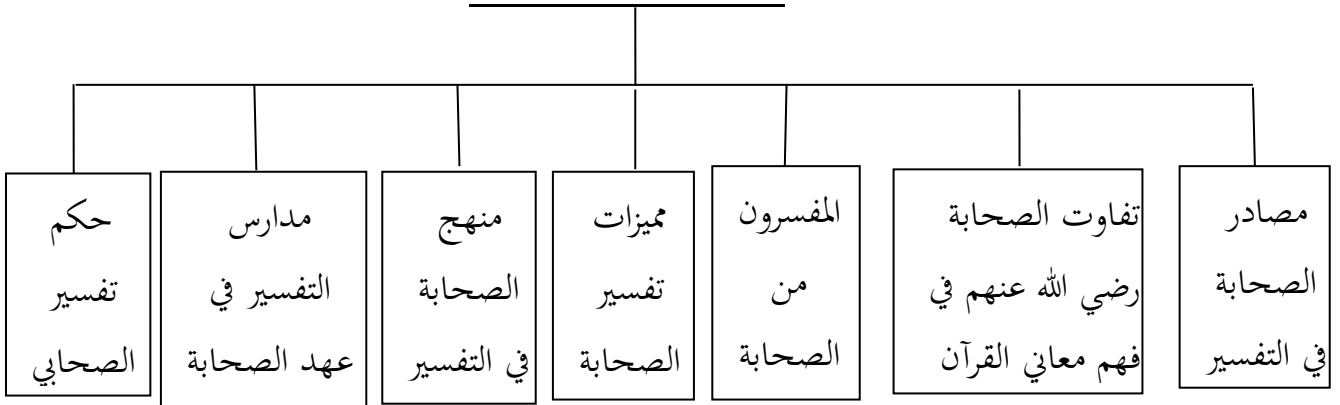 مصادر
الصحابة
في التفسير
تفاوت الصحابة
رضي الله عنهم في
فهم معاني القرآن
المفسرون
من
الصحابة
مميزات
تفسير
الصحابة
منهج
الصحابة
في التفسير
مدارس
التفسير في
عهد الصحابة
حكم
تفسير
الصحابي